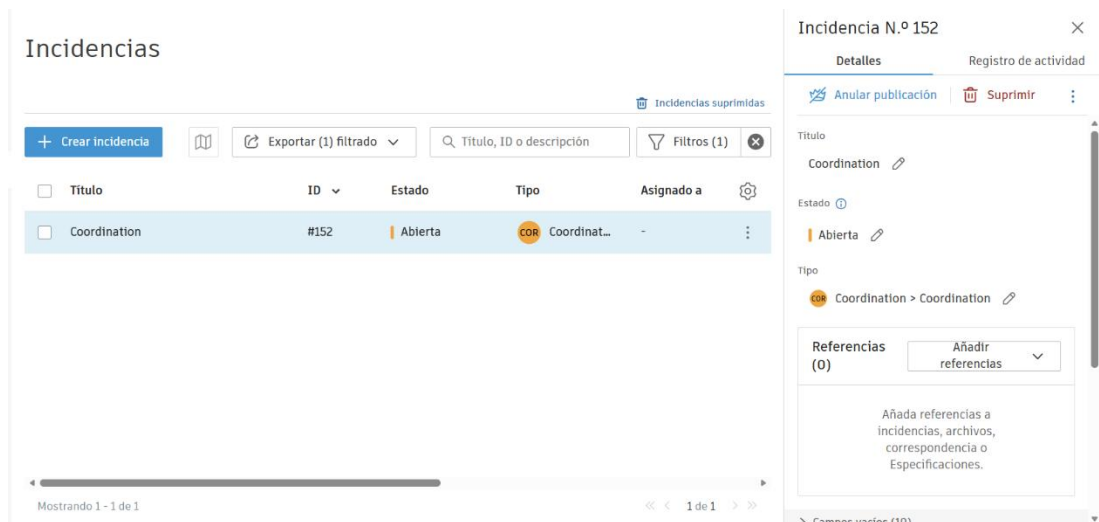 Incidencias
Incidencias suprimidas
Crear incidencia
Exportar (1) filtrado
Título, ID o descripción
Filtros (1)
Título ID Estado Tipo Asignado a
Coordination #152 Abierta COR Coordinat... -
Mostrando 1 - 1 de 1
1 de 1
Incidencia N.º 152
Detalles Registro de actividad
Anular publicación Suprimir
Título
Coordination
Estado
Abierta
Tipo
COR Coordination > Coordination
Referencias
(0)
Añadir
referencias
Añada referencias a
incidencias, archivos,
correspondencia o
Especificaciones.
Campos vacíos (10)